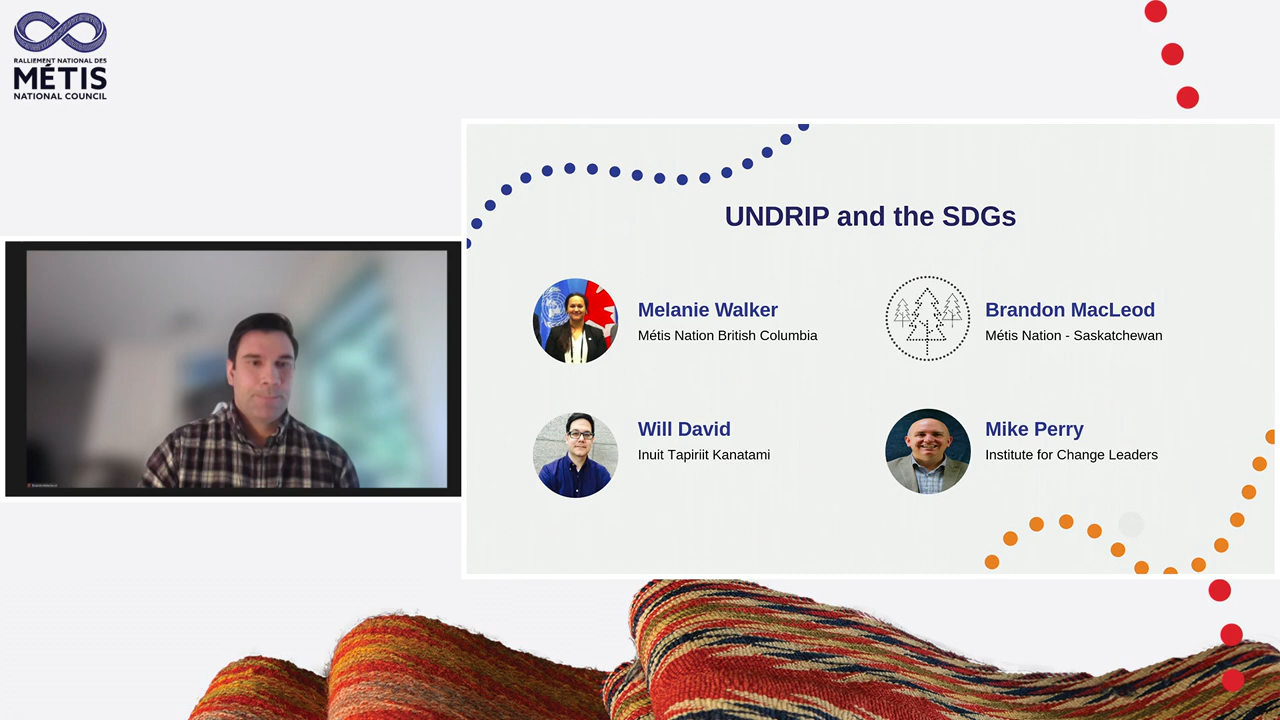 RALLIEMENT NATIONAL DES
MÉTIS
NATIONAL COUNCIL
UNDRIP and the SDGs
Melanie Walker
Métis Nation British Columbia
Brandon MacLeod
Métis Nation - Saskatchewan
Will David
Inuit Tapiriit Kanatami
Mike Perry
Institute for Change Leaders